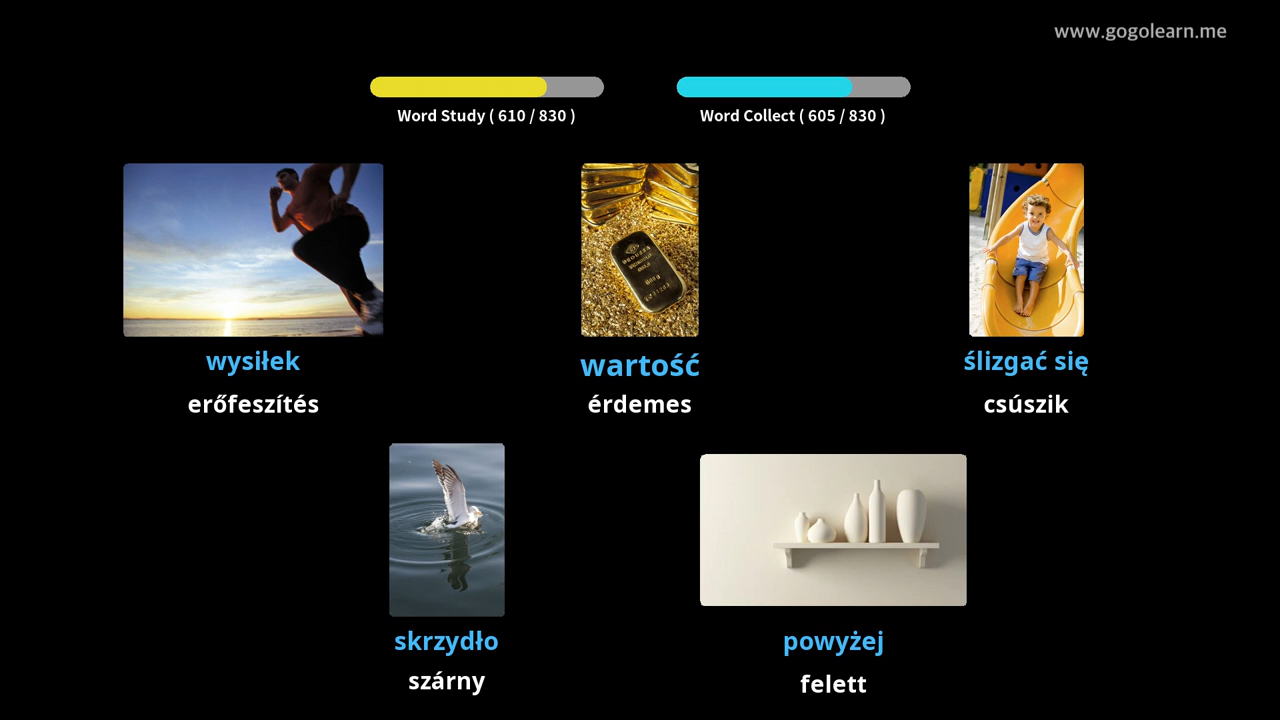 www.gogolearn.me
Word Study ( 610 / 830 )
Word Collect ( 605 / 830 )
wysiłek
erőfeszítés
wartość
érdemes
ślizgać się
csúszik
skrzydło
szárny
powyżej
felett